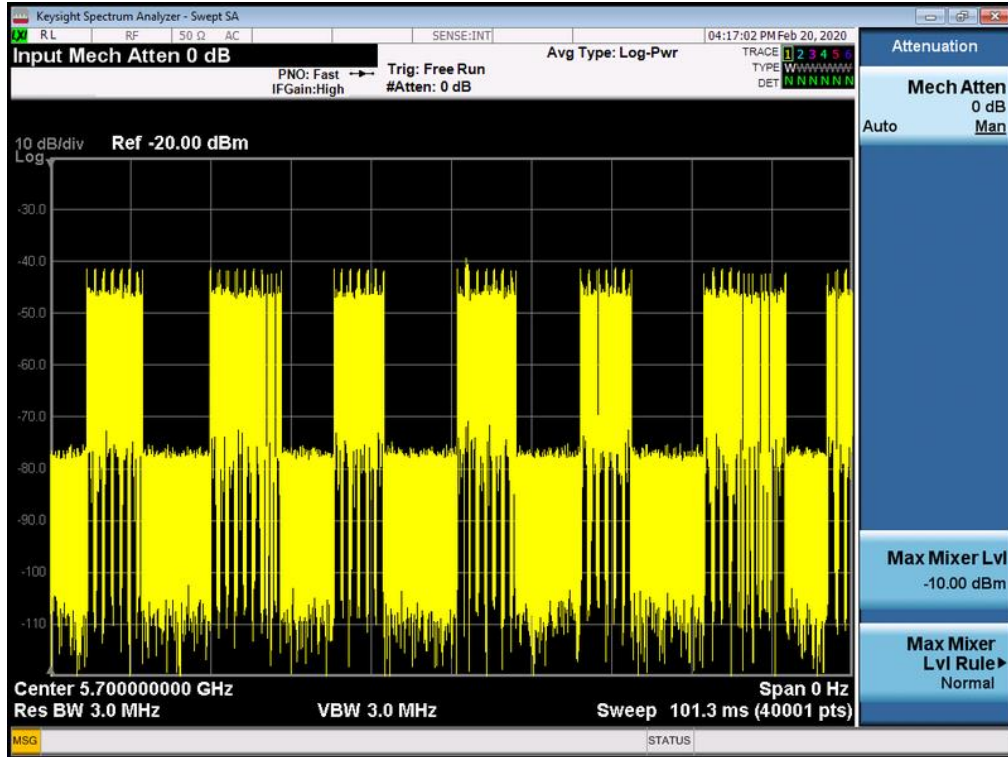 Keysight Spectrum Analyzer - Swept SA
LXI RL RF 50 Ω AC SENSE:INT 04:17:02 PM Feb 20, 2020
Input Mech Atten 0 dB
PNO: Fast
IFGain:High
Trig: Free Run
#Atten: 0 dB
Avg Type: Log-Pwr
TRACE 1 2 3 4 5 6
TYPE WWWWWW
DET N N N N N N
10 dB/div Ref -20.00 dBm
Log
-30.0
-40.0
-50.0
-60.0
-70.0
-80.0
-90.0
-100
-110
Center 5.700000000 GHz Span 0 Hz
Res BW 3.0 MHz VBW 3.0 MHz Sweep 101.3 ms (40001 pts)
MSG STATUS
Attenuation
Mech Atten
0 dB
Auto Man
Max Mixer Lvl
-10.00 dBm
Max Mixer
Lvl Rule
Normal